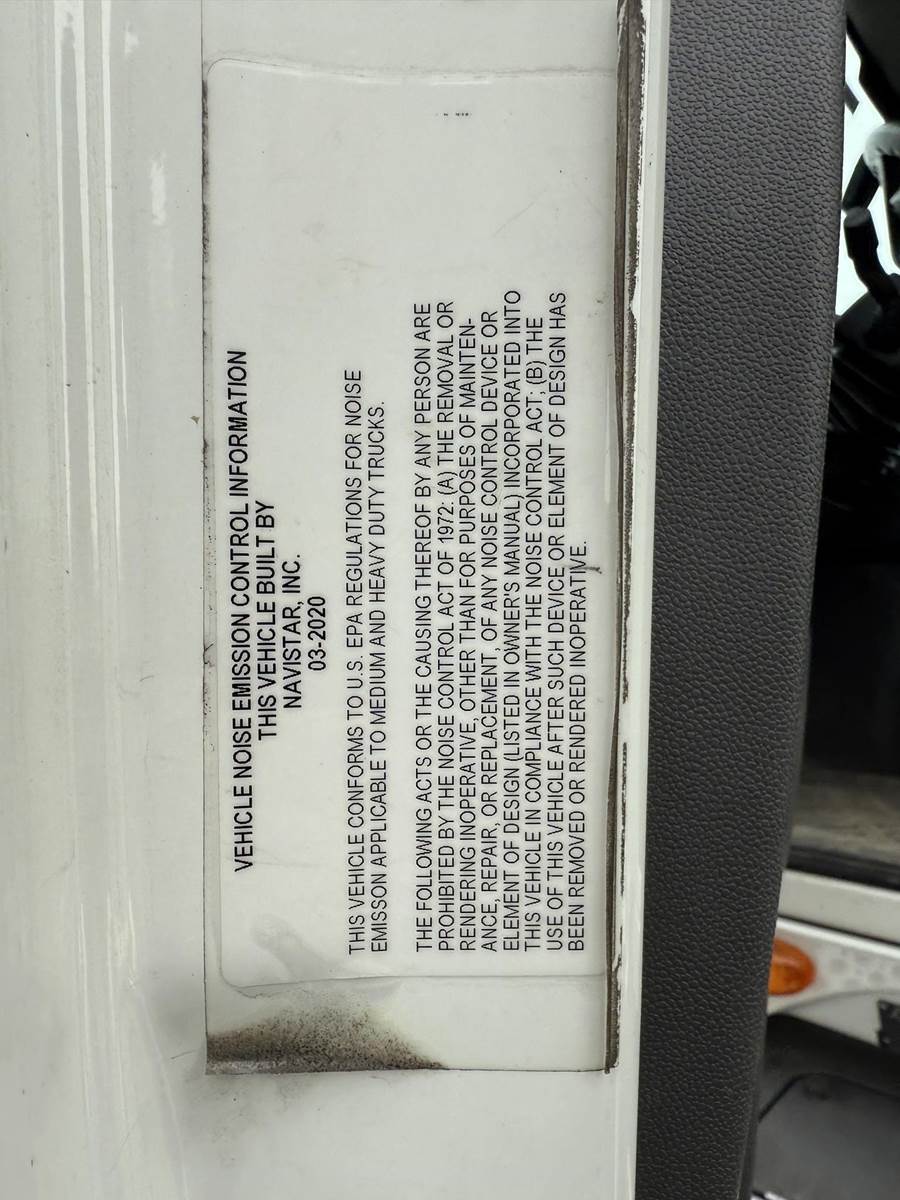 VEHICLE NOISE EMISSION CONTROL INFORMATION
THIS VEHICLE BUILT BY
NAVISTAR, INC.
03-2020
THIS VEHICLE CONFORMS TO U.S. EPA REGULATIONS FOR NOISE
EMISSON APPLICABLE TO MEDIUM AND HEAVY DUTY TRUCKS.
THE FOLLOWING ACTS OR THE CAUSING THEREOF BY ANY PERSON ARE
PROHIBITED BY THE NOISE CONTROL ACT OF 1972: (A) THE REMOVAL OR
RENDERING INOPERATIVE, OTHER THAN FOR PURPOSES OF MAINTEN-
ANCE, REPAIR, OR REPLACEMENT, OF ANY NOISE CONTROL DEVICE OR
ELEMENT OF DESIGN (LISTED IN OWNER'S MANUAL) INCORPORATED INTO
THIS VEHICLE IN COMPLIANCE WITH THE NOISE CONTROL ACT; (B) THE
USE OF THIS VEHICLE AFTER SUCH DEVICE OR ELEMENT OF DESIGN HAS
BEEN REMOVED OR RENDERED INOPERATIVE.